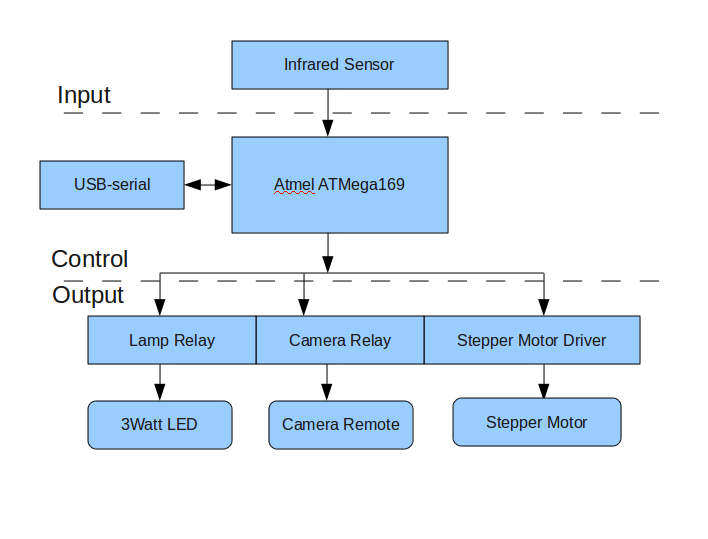 Infrared Sensor
Input
USB-serial
Atmel ATMega169
Control
Output
Lamp Relay
Camera Relay
Stepper Motor Driver
3Watt LED
Camera Remote
Stepper Motor